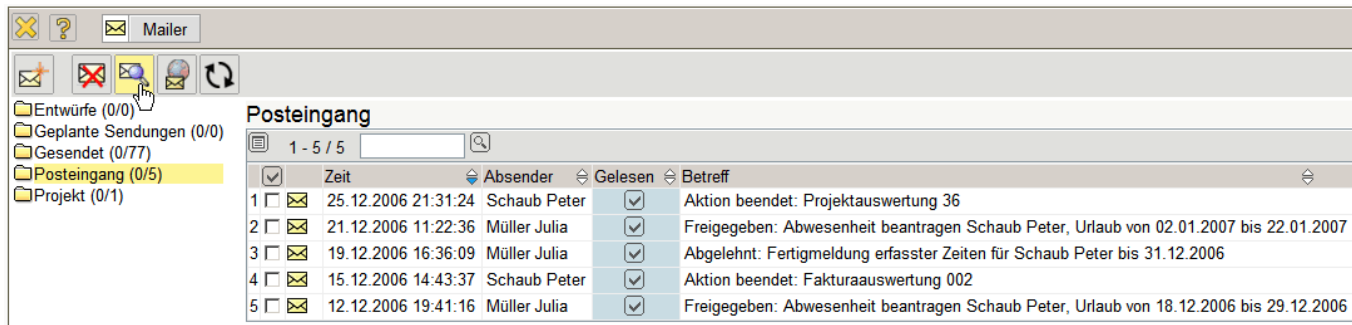 Mailer
Entwürfe (0/0)
Geplante Sendungen (0/0)
Gesendet (0/77)
Posteingang (0/5)
Projekt (0/1)
Posteingang
1 - 5 / 5
Zeit Absender Gelesen Betreff
1 25.12.2006 21:31:24 Schaub Peter Aktion beendet: Projektauswertung 36
2 21.12.2006 11:22:36 Müller Julia Freigegeben: Abwesenheit beantragen Schaub Peter, Urlaub von 02.01.2007 bis 22.01.2007
3 19.12.2006 16:36:09 Müller Julia Abgelehnt: Fertigmeldung erfasster Zeiten für Schaub Peter bis 31.12.2006
4 15.12.2006 14:43:37 Schaub Peter Aktion beendet: Fakturaauswertung 002
5 12.12.2006 19:41:16 Müller Julia Freigegeben: Abwesenheit beantragen Schaub Peter, Urlaub von 18.12.2006 bis 29.12.2006